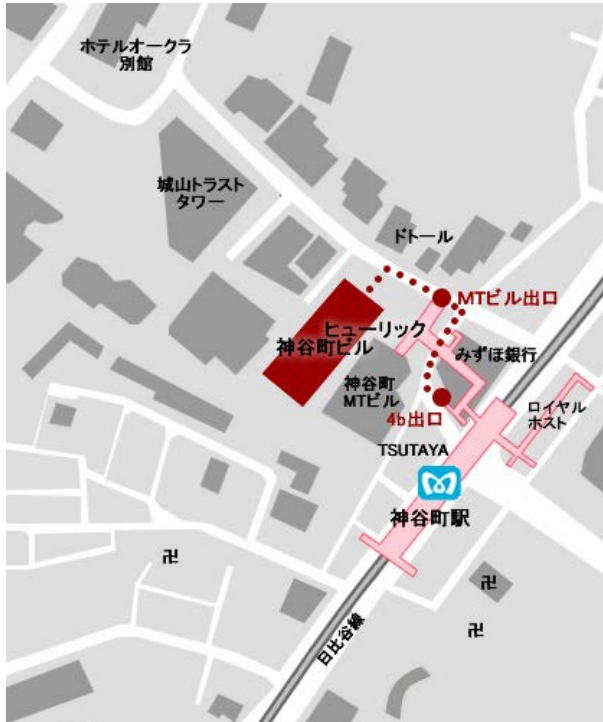 ホテルオークラ
別館
城山トラスト
タワー
ドトール
MTビル出口
ヒューリック
神谷町ビル
みずほ銀行
神谷町
MTビル
ロイヤル
ホスト
4b出口
TSUTAYA
神谷町駅
卍
卍
卍
日比谷線